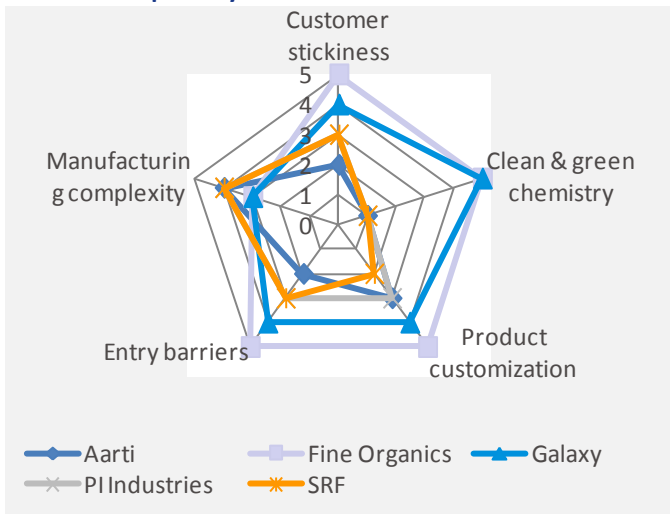 Customer
stickiness
5
4
3
2
1
0
Clean & green
chemistry
Manufacturin
g complexity
Product
customization
Entry barriers
Aarti
Fine Organics
Galaxy
PI Industries
SRF